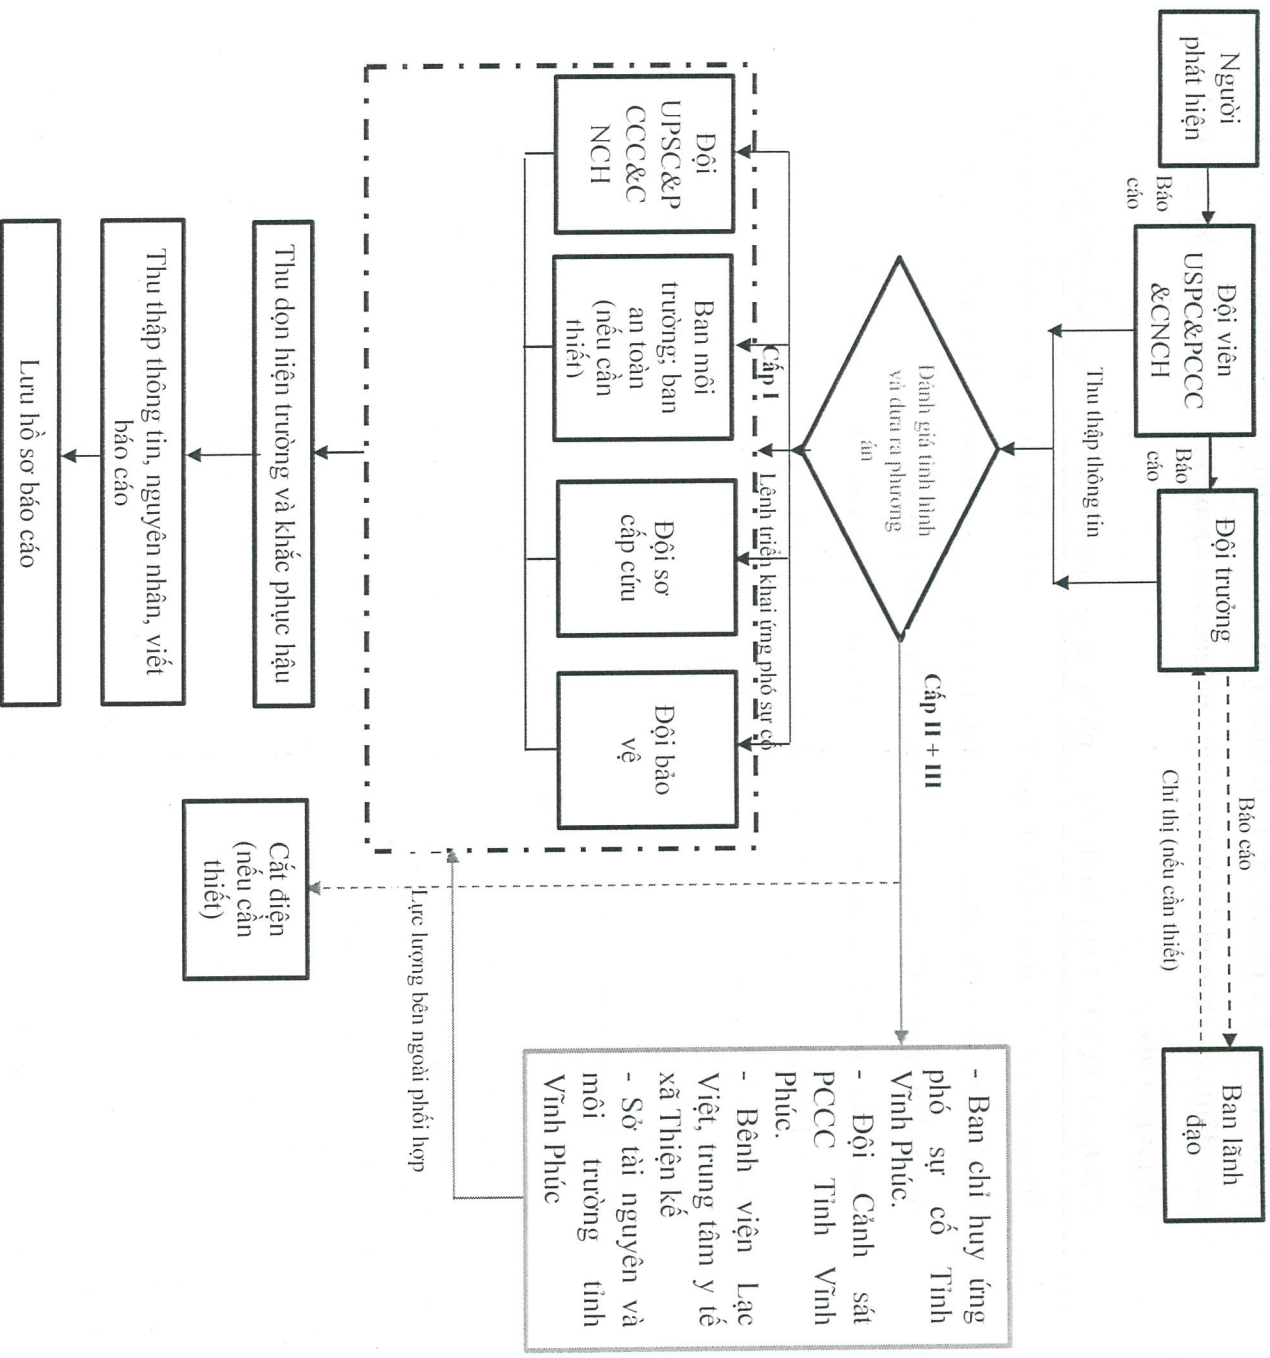 Người
phát hiện
Báo
cáo
Đội viên
USPC&PCCC
&CNCH
Báo
cáo
Đội trưởng
Báo cáo
Chỉ thị (nếu cần thiết)
Ban lãnh
đạo
Thu thập thông tin
Đánh giá tình hình
và đưa ra phương
án
Cấp II + III
Cấp I
Lệnh triển khai ứng phó sự cố
Đội
UPSC&P
CCC&C
NCH
Ban môi
trường; ban
an toàn
(nếu cần
thiết)
Đội sơ
cấp cứu
Đội bảo
vệ
- Ban chỉ huy ứng
phó sự cố Tỉnh
Vĩnh Phúc.
- Đội Cảnh sát
PCCC Tỉnh Vĩnh
Phúc.
- Bệnh viện Lạc
Việt, trung tâm y tế
xã Thiện kế
- Sở tài nguyên và
môi trường tỉnh
Vĩnh Phúc
Lực lượng bên ngoài phối hợp
Thu dọn hiện trường và khắc phục hậu
Cắt điện
(nếu cần
thiết)
Thu thập thông tin, nguyên nhân, viết
báo cáo
Lưu hồ sơ báo cáo